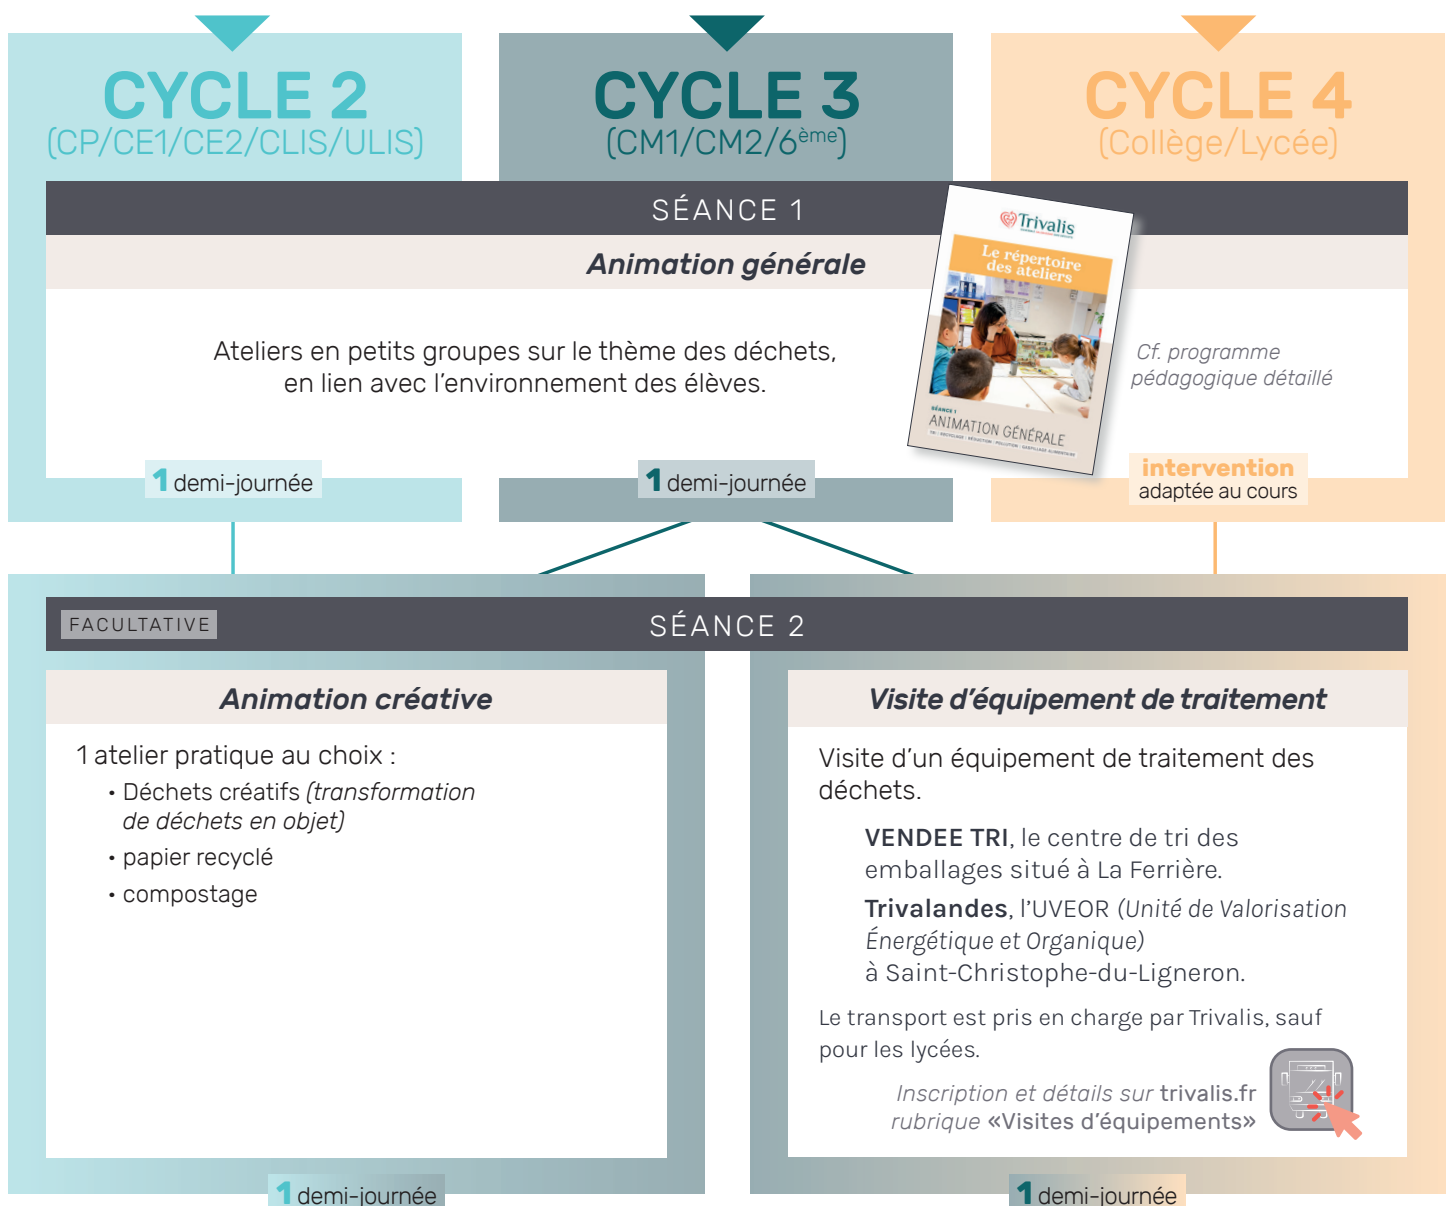 CYCLE 2
(CP/CE1/CE2/CLIS/ULIS)
CYCLE 3
(CM1/CM2/6ème)
CYCLE 4
(Collège/Lycée)
SÉANCE 1
Animation générale
Ateliers en petits groupes sur le thème des déchets,
en lien avec l'environnement des élèves.
Trivalis
Le répertoire
des ateliers
SÉANCE 1
ANIMATION GÉNÉRALE
TRI | RECYCLAGE | RÉDUCTION | POLLUTION | GASPILLAGE ALIMENTAIRE
Cf. programme
pédagogique détaillé
1 demi-journée
1 demi-journée
intervention
adaptée au cours
FACULTATIVE
SÉANCE 2
Animation créative
1 atelier pratique au choix :
• Déchets créatifs (transformation
de déchets en objet)
• papier recyclé
• compostage
1 demi-journée
Visite d'équipement de traitement
Visite d'un équipement de traitement des
déchets.
VENDEE TRI, le centre de tri des
emballages situé à La Ferrière.
Trivalandes, l'UVEOR (Unité de Valorisation
Énergétique et Organique)
à Saint-Christophe-du-Ligneron.
Le transport est pris en charge par Trivalis, sauf
pour les lycées.
Inscription et détails sur trivalis.fr
rubrique «Visites d'équipements»
1 demi-journée